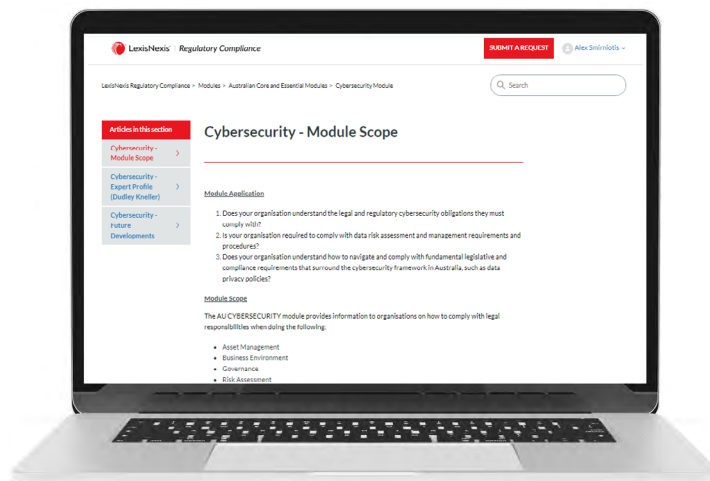 LexisNexis® Regulatory Compliance
SUBMIT A REQUEST
Alex Smirniotis
LexisNexis Regulatory Compliance > Modules > Australian Core and Essential Modules > Cybersecurity Module
Search
Articles in this section
Cybersecurity -
Module Scope
Cybersecurity -
Expert Profile
(Dudley Kneller)
Cybersecurity -
Future
Developments
Cybersecurity - Module Scope
Module Application
1. Does your organisation understand the legal and regulatory cybersecurity obligations they must
comply with?
2. Is your organisation required to comply with data risk assessment and management requirements and
procedures?
3. Does your organisation understand how to navigate and comply with fundamental legislative and
compliance requirements that surround the cybersecurity framework in Australia, such as data
privacy policies?
Module Scope
The AU CYBERSECURITY module provides information to organisations on how to comply with legal
responsibilities when doing the following:
• Asset Management
• Business Environment
• Governance
• Risk Assessment